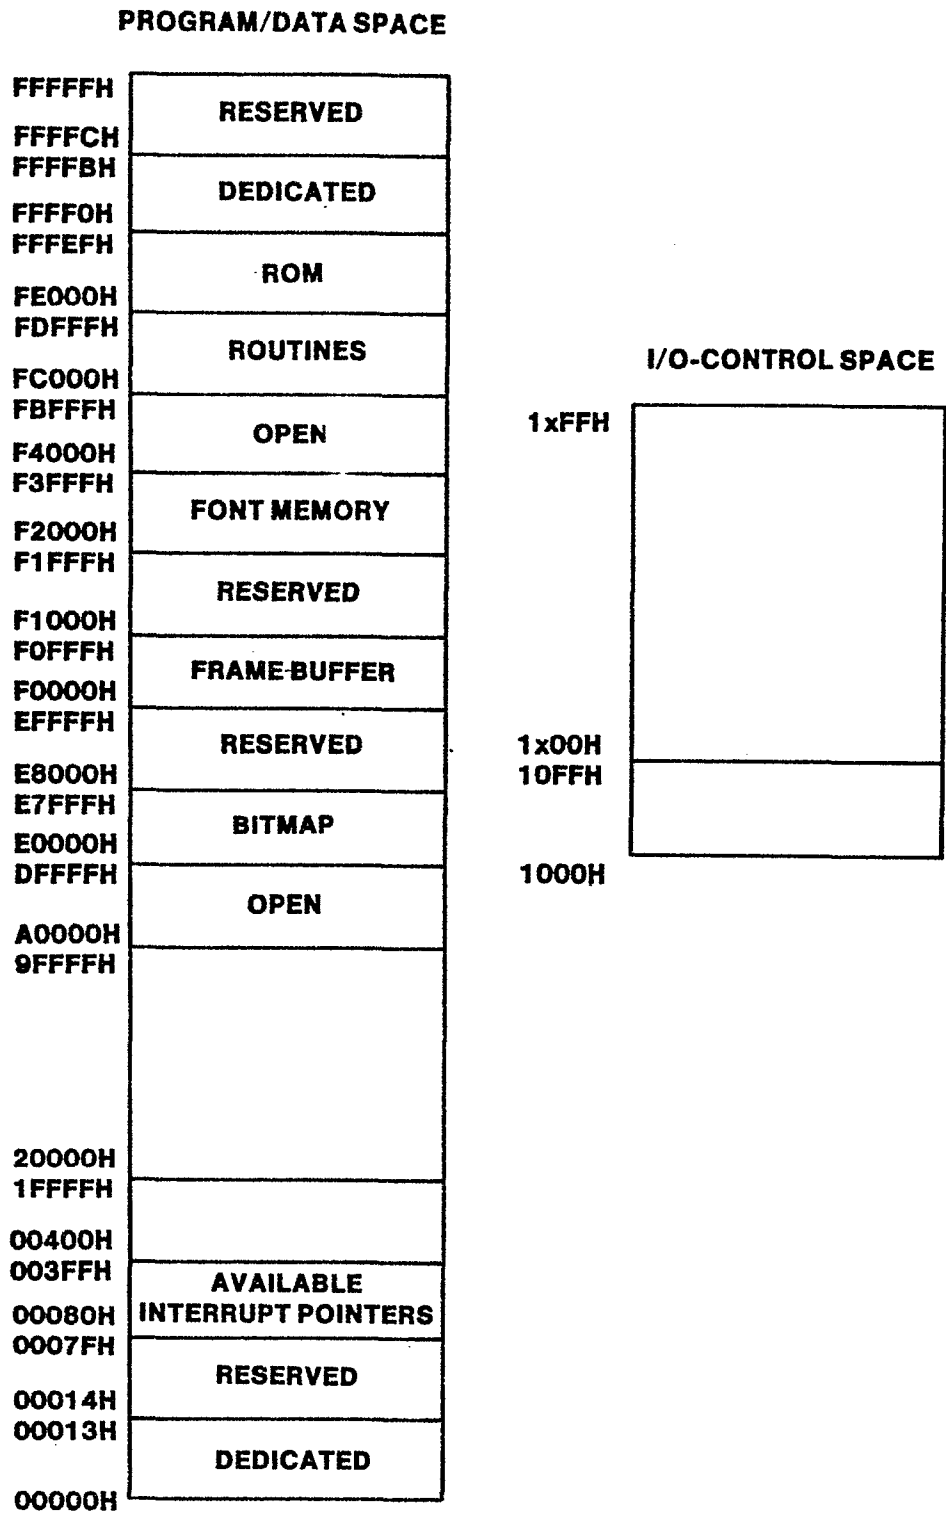 PROGRAM/DATA SPACE
FFFFFH
RESERVED
FFFFCH
FFFFBH
DEDICATED
FFFF0H
FFFEFH
ROM
FE000H
FDFFFH
ROUTINES
FC000H
FBFFFH
OPEN
F4000H
F3FFFH
FONT MEMORY
F2000H
F1FFFH
RESERVED
F1000H
F0FFFH
FRAME BUFFER
F0000H
EFFFFH
RESERVED
E8000H
E7FFFH
BITMAP
E0000H
DFFFFH
OPEN
A0000H
9FFFFH
20000H
1FFFFH
00400H
003FFH
AVAILABLE
INTERRUPT POINTERS
00080H
0007FH
RESERVED
00014H
00013H
DEDICATED
00000H
I/O-CONTROL SPACE
1xFFH
1x00H
10FFH
1000H